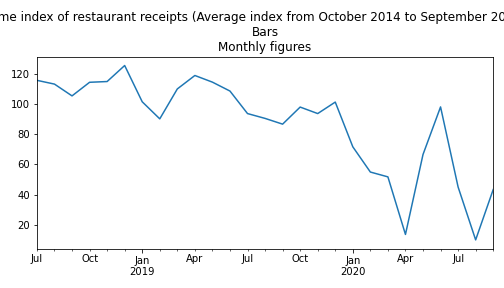 me index of restaurant receipts (Average index from October 2014 to September 20
Bars
Monthly figures
120
100
80
60
40
20
Jul Oct Jan Apr Jul Oct Jan Apr Jul
2019 2020